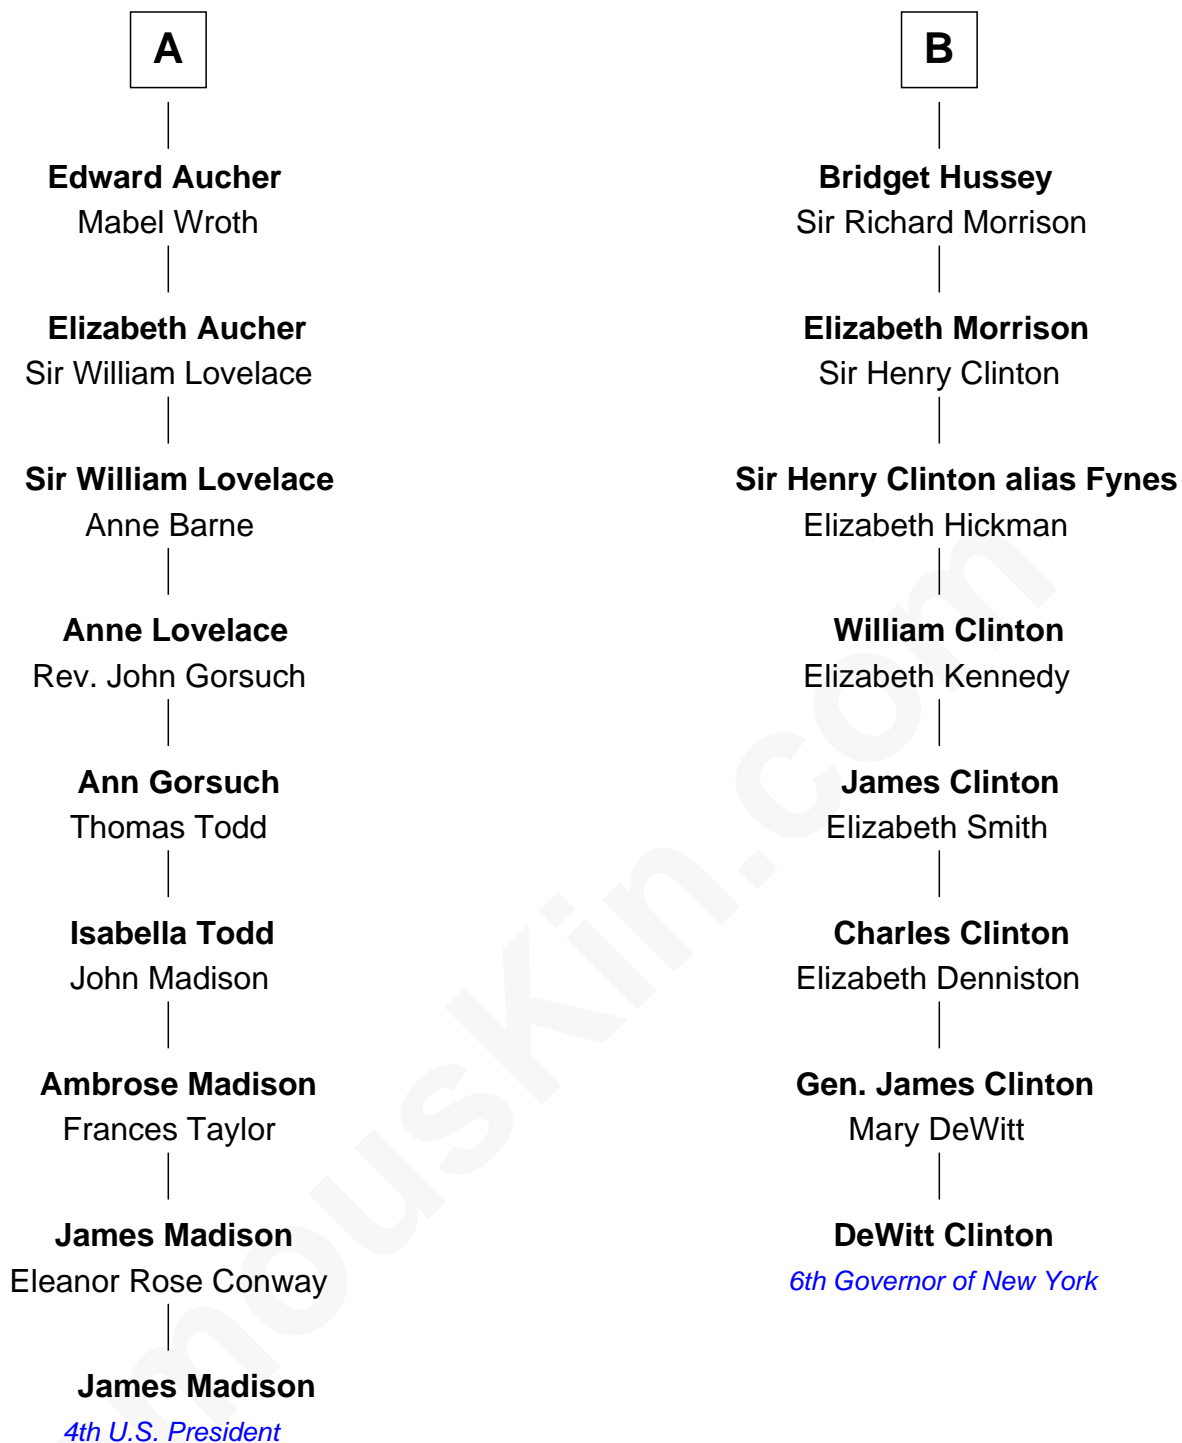 A
Edward Aucher
Mabel Wroth
Elizabeth Aucher
Sir William Lovelace
Sir William Lovelace
Anne Barne
Anne Lovelace
Rev. John Gorsuch
Ann Gorsuch
Thomas Todd
Isabella Todd
John Madison
Ambrose Madison
Frances Taylor
James Madison
Eleanor Rose Conway
James Madison
4th U.S. President
B
Bridget Hussey
Sir Richard Morrison
Elizabeth Morrison
Sir Henry Clinton
Sir Henry Clinton alias Fynes
Elizabeth Hickman
William Clinton
Elizabeth Kennedy
James Clinton
Elizabeth Smith
Charles Clinton
Elizabeth Denniston
Gen. James Clinton
Mary DeWitt
DeWitt Clinton
6th Governor of New York
mousKin.com